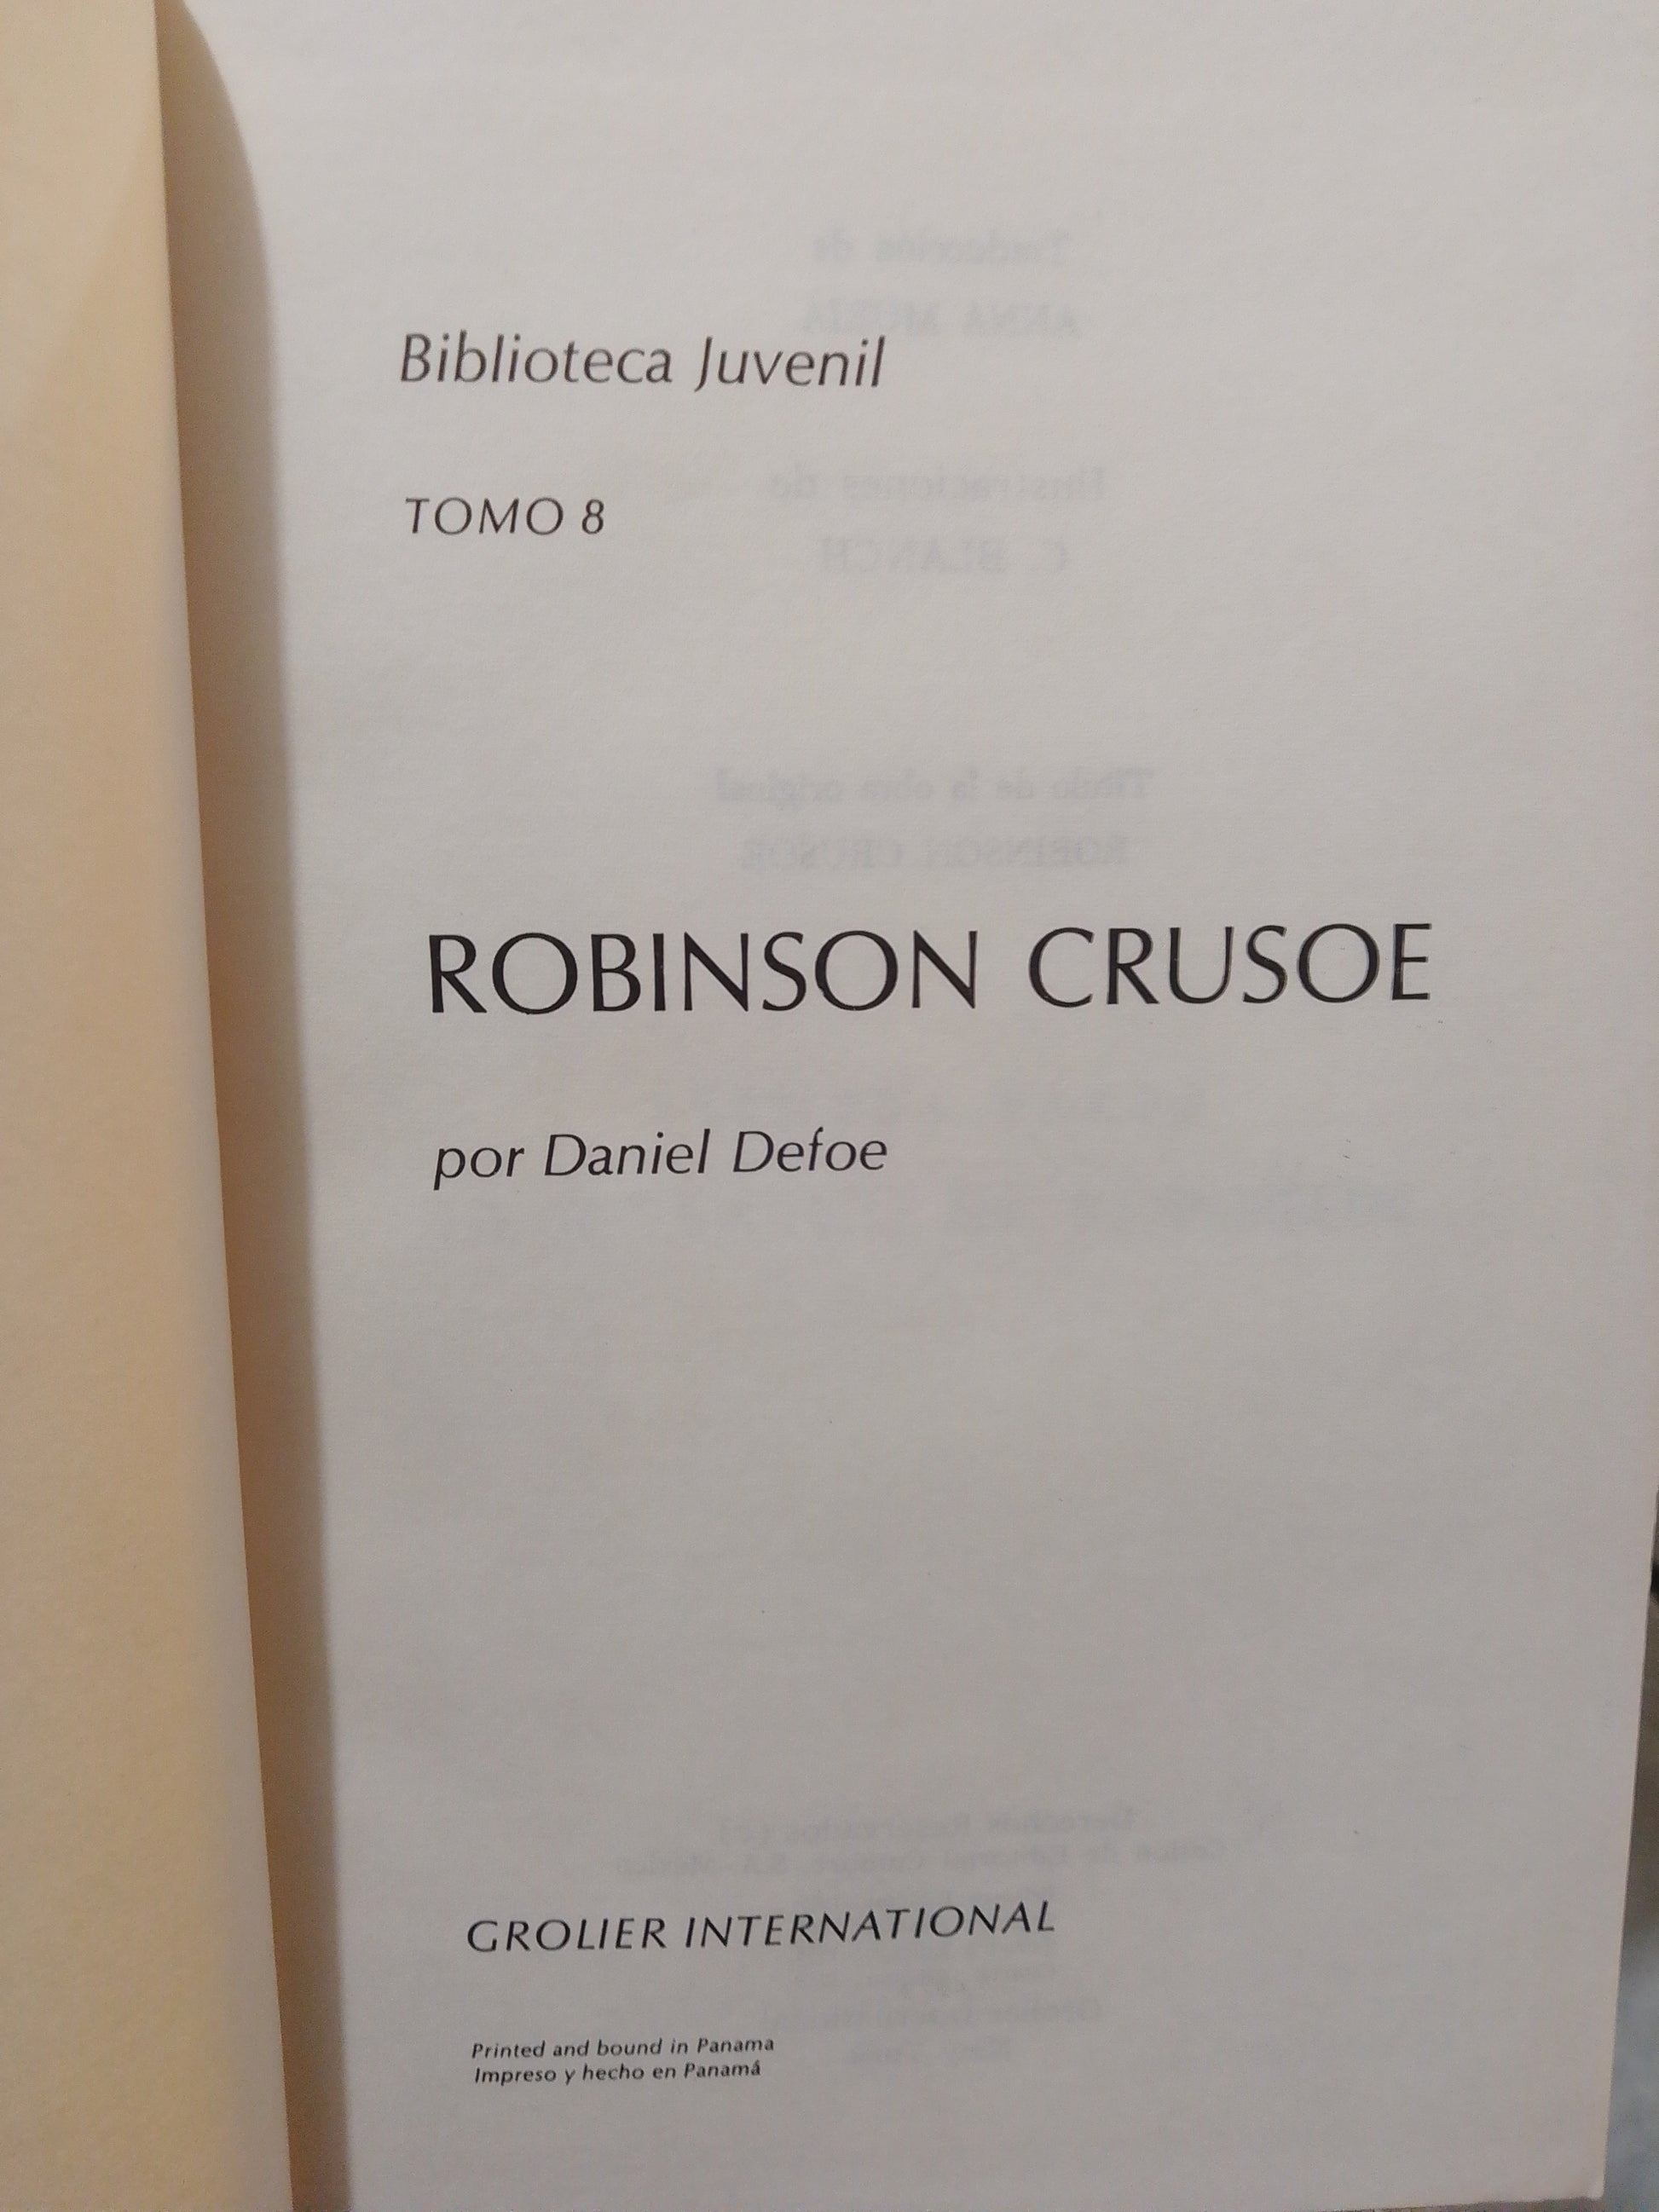 Biblioteca Juvenil
TOMO 8
ROBINSON CRUSOE
por Daniel Defoe
GROLIER INTERNATIONAL
Printed and bound in Panama
Impreso y hecho en Panamá